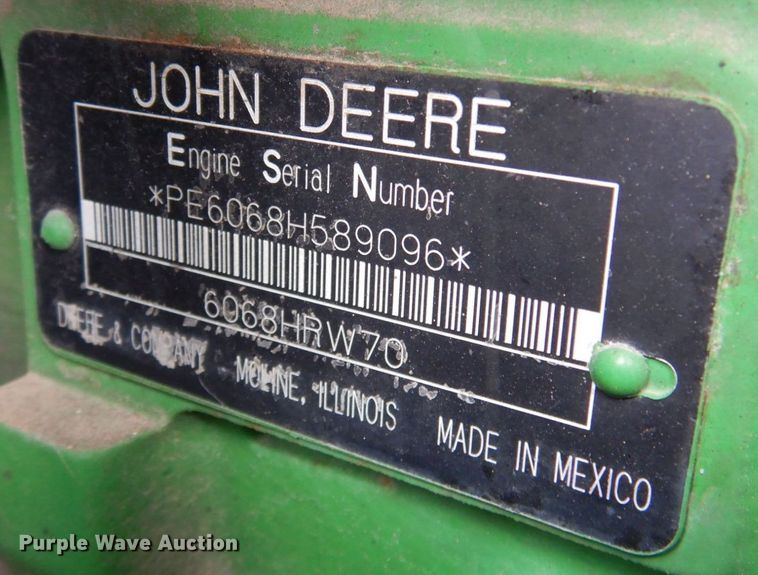 JOHN DEERE
Engine Serial Number
*PE6068H589096*
6068HRW70
DEERE & COMPANY MOLINE, ILLINOIS MADE IN MEXICO
Purple Wave Auction